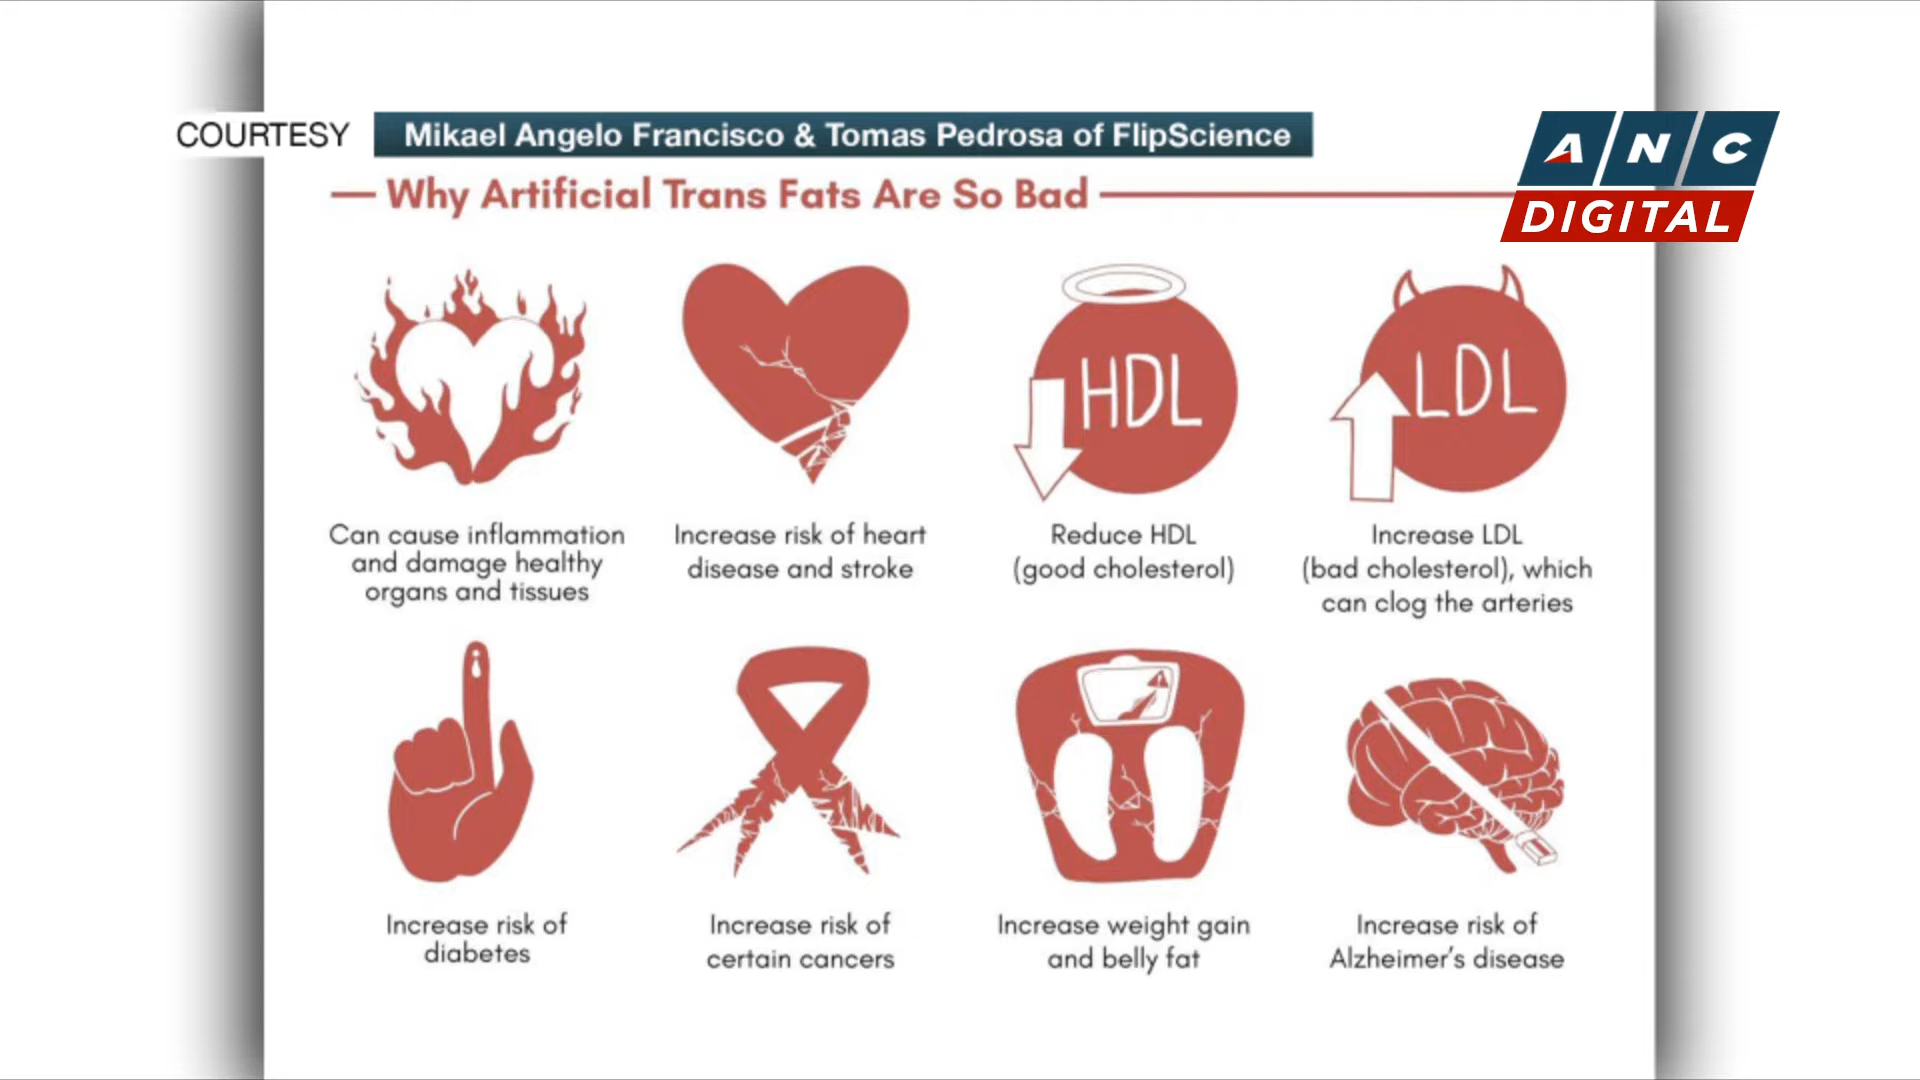 COURTESY Mikael Angelo Francisco & Tomas Pedrosa of FlipScience
ANC
DIGITAL
Why Artificial Trans Fats Are So Bad
HDL
LDL
Can cause inflammation
and damage healthy
organs and tissues
Increase risk of heart
disease and stroke
Reduce HDL
(good cholesterol)
Increase LDL
(bad cholesterol), which
can clog the arteries
Increase risk of
diabetes
Increase risk of
certain cancers
Increase weight gain
and belly fat
Increase risk of
Alzheimer's disease